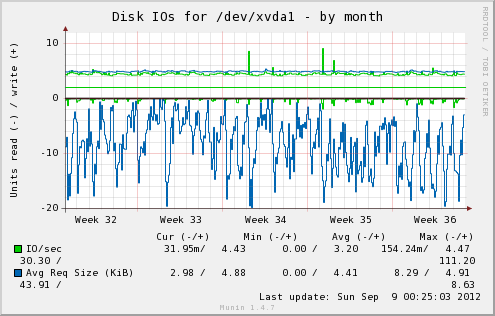 Disk IOs for /dev/xvda1 - by month
RRDTOOL / TOBI OETIKER
Units read (-) / write (+)
10
0
-10
-20
Week 32 Week 33 Week 34 Week 35 Week 36
Cur (-/+) Min (-/+) Avg (-/+) Max (-/+)
IO/sec 31.95m/ 4.43 0.00 / 3.20 154.24m/ 4.47
30.30 / 111.20
Avg Req Size (KiB) 2.98 / 4.88 0.00 / 4.41 8.29 / 4.91
43.91 / 8.63
Last update: Sun Sep 9 00:25:03 2012
Munin 1.4.7